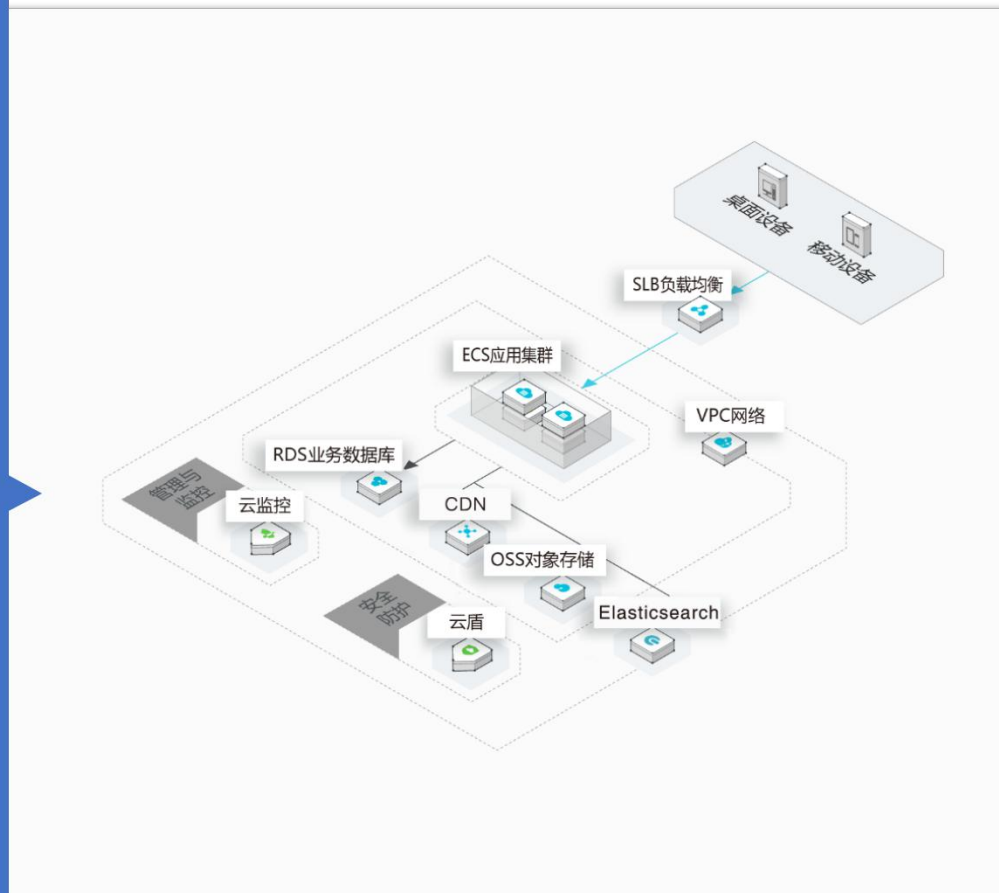 桌面设备
移动设备
SLB负载均衡
ECS应用集群
VPC网络
RDS业务数据库
管理与
监控
云监控
CDN
OSS对象存储
安全
防护
云盾
Elasticsearch